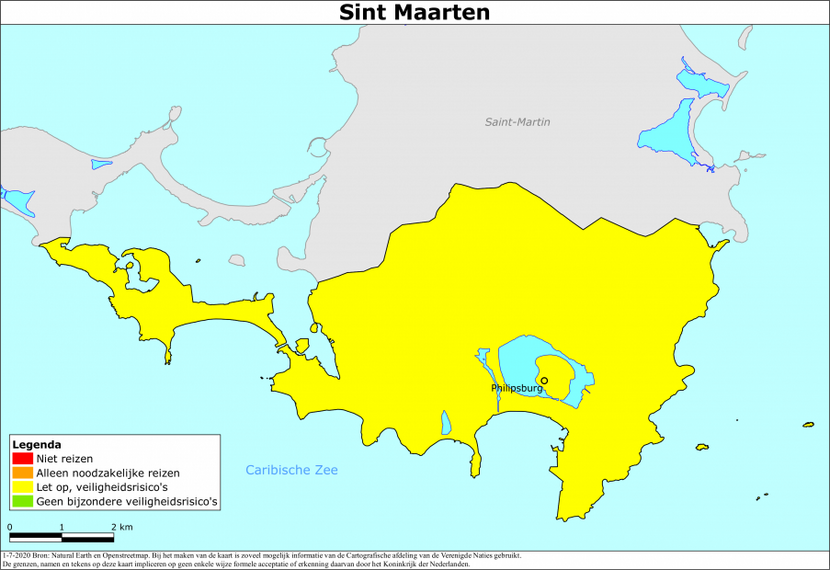 Sint Maarten
Saint-Martin
Philipsburg
Caribische Zee
Legenda
Niet reizen
Alleen noodzakelijke reizen
Let op, veiligheidsrisico's
Geen bijzondere veiligheidsrisico's
0 1 2 km
1-7-2020 Bron: Natural Earth en Openstreetmap. Bij het maken van de kaart is zoveel mogelijk informatie van de Cartografische afdeling van de Verenigde Naties gebruikt.
De grenzen, namen en tekens op deze kaart impliceren op geen enkele wijze formele acceptatie of erkenning daarvan door het Koninkrijk der Nederlanden.